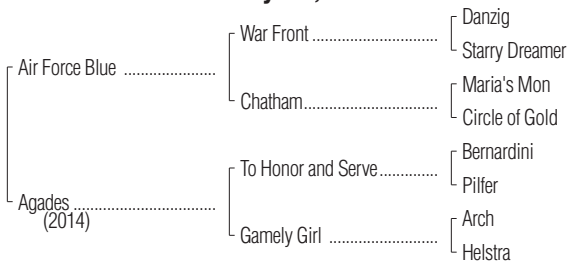 War Front
Danzig
Starry Dreamer
Air Force Blue
Chatham
Maria's Mon
Circle of Gold
To Honor and Serve
Bernardini
Pilfer
Agades
(2014)
Gamely Girl
Arch
Helstra